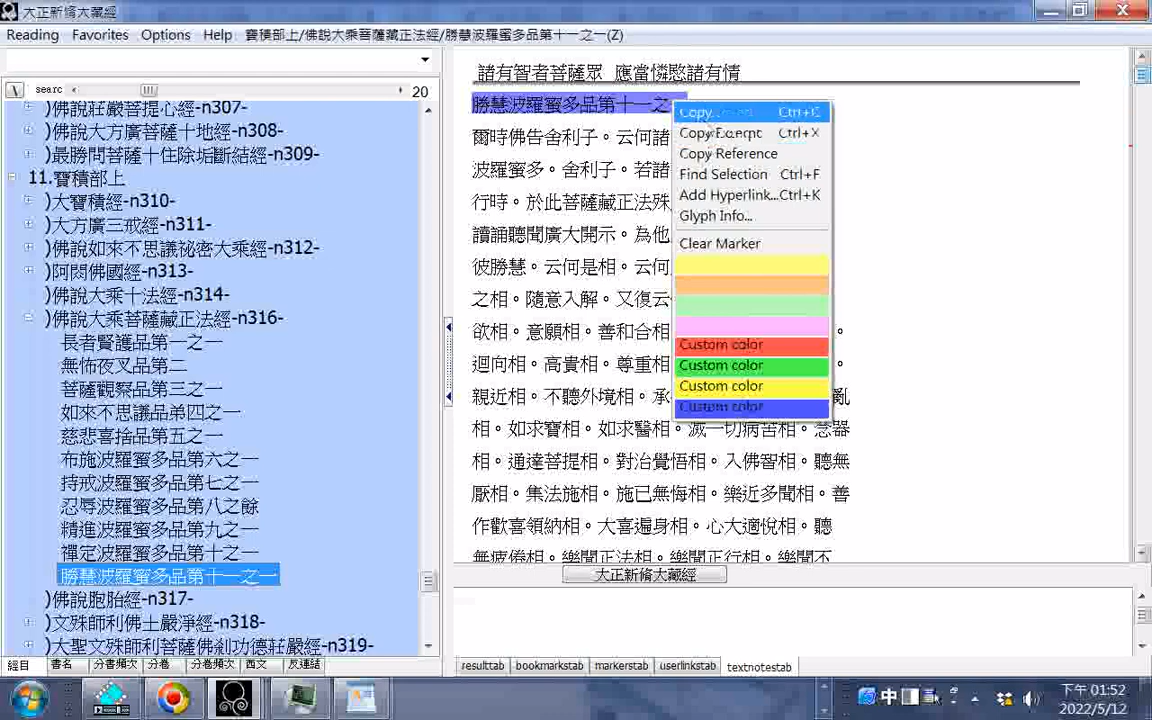 大正新脩大藏經
Reading Favorites Options Help 寶積部上/佛說大乘菩薩藏正法經/勝慧波羅蜜多品第十一之一(Z)
searc
20
)佛說莊嚴菩提心經-n307-
)佛說大方廣菩薩十地經-n308-
)最勝問菩薩十住除垢斷結經-n309-
11.寶積部上
)大寶積經-n310-
)大方廣三戒經-n311-
)佛說如來不思議祕密大乘經-n312-
)阿閦佛國經-n313-
)佛說大乘十法經-n314-
)佛說大乘菩薩藏正法經-n316-
長者賢護品第一之一
無怖夜叉品第二
菩薩觀察品第三之一
如來不思議品第四之一
慈悲喜捨品第五之一
布施波羅蜜多品第六之一
持戒波羅蜜多品第七之一
忍辱波羅蜜多品第八之餘
精進波羅蜜多品第九之一
禪定波羅蜜多品第十之一
勝慧波羅蜜多品第十一之一
)佛說胞胎經-n317-
)文殊師利佛土嚴淨經-n318-
)大聖文殊師利菩薩佛剎功德莊嚴經-n319-
經目 書名 分書頻次 分卷 分卷頻次 西文 反連結
諸有智者菩薩眾 應當憐愍諸有情
勝慧波羅蜜多品第十一之
爾時佛告舍利子。云何諸
波羅蜜多。舍利子。若諸
行時。於此菩薩藏正法殊
讀誦聽聞廣大開示。為他
彼勝慧。云何是相。云何
之相。隨意入解。又復云
欲相。意願相。善和合相 。
迴向相。高貴相。尊重相 。
親近相。不聽外境相。承 亂
相。如求寶相。如求醫相。滅一切病苦相。念器
相。通達菩提相。對治覺悟相。入佛智相。聽無
厭相。集法施相。施已無悔相。樂近多聞相。善
作歡喜領納相。大喜遍身相。心大適悅相。聽
無疲倦相。樂聞正法相。樂聞正行相。樂聞不
Copy Ctrl+C
Copy Excerpt Ctrl+X
Copy Reference
Find Selection Ctrl+F
Add Hyperlink...Ctrl+K
Glyph Info...
Clear Marker
Custom color
Custom color
Custom color
Custom color
大正新脩大藏經
resulttab bookmarkstab markerstab userlinkstab textnotestab
中
下午 01:52
2022/5/12